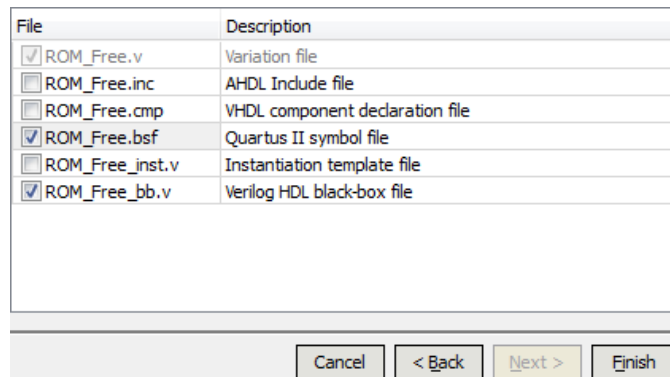 File Description
ROM_Free.v Variation file
ROM_Free.inc AHDL Include file
ROM_Free.cmp VHDL component declaration file
ROM_Free.bsf Quartus II symbol file
ROM_Free_inst.v Instantiation template file
ROM_Free_bb.v Verilog HDL black-box file
Cancel < Back Next > Finish